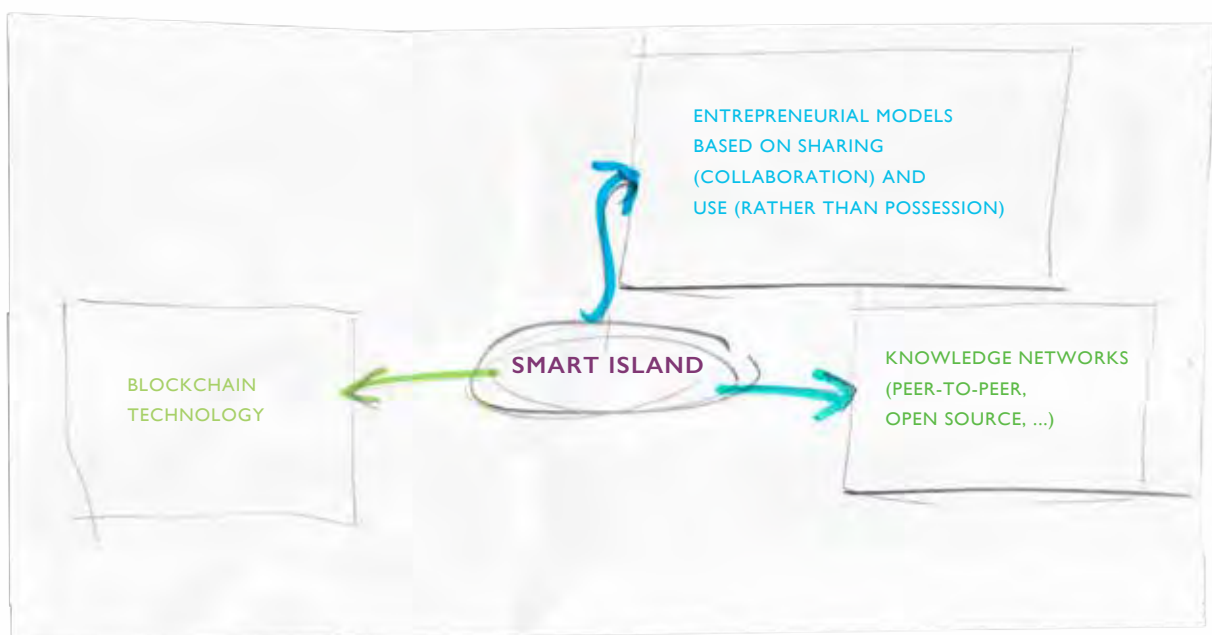 ENTREPRENEURIAL MODELS
BASED ON SHARING
(COLLABORATION) AND
USE (RATHER THAN POSSESSION)
SMART ISLAND
KNOWLEDGE NETWORKS
(PEER-TO-PEER,
OPEN SOURCE, ...)
BLOCKCHAIN
TECHNOLOGY